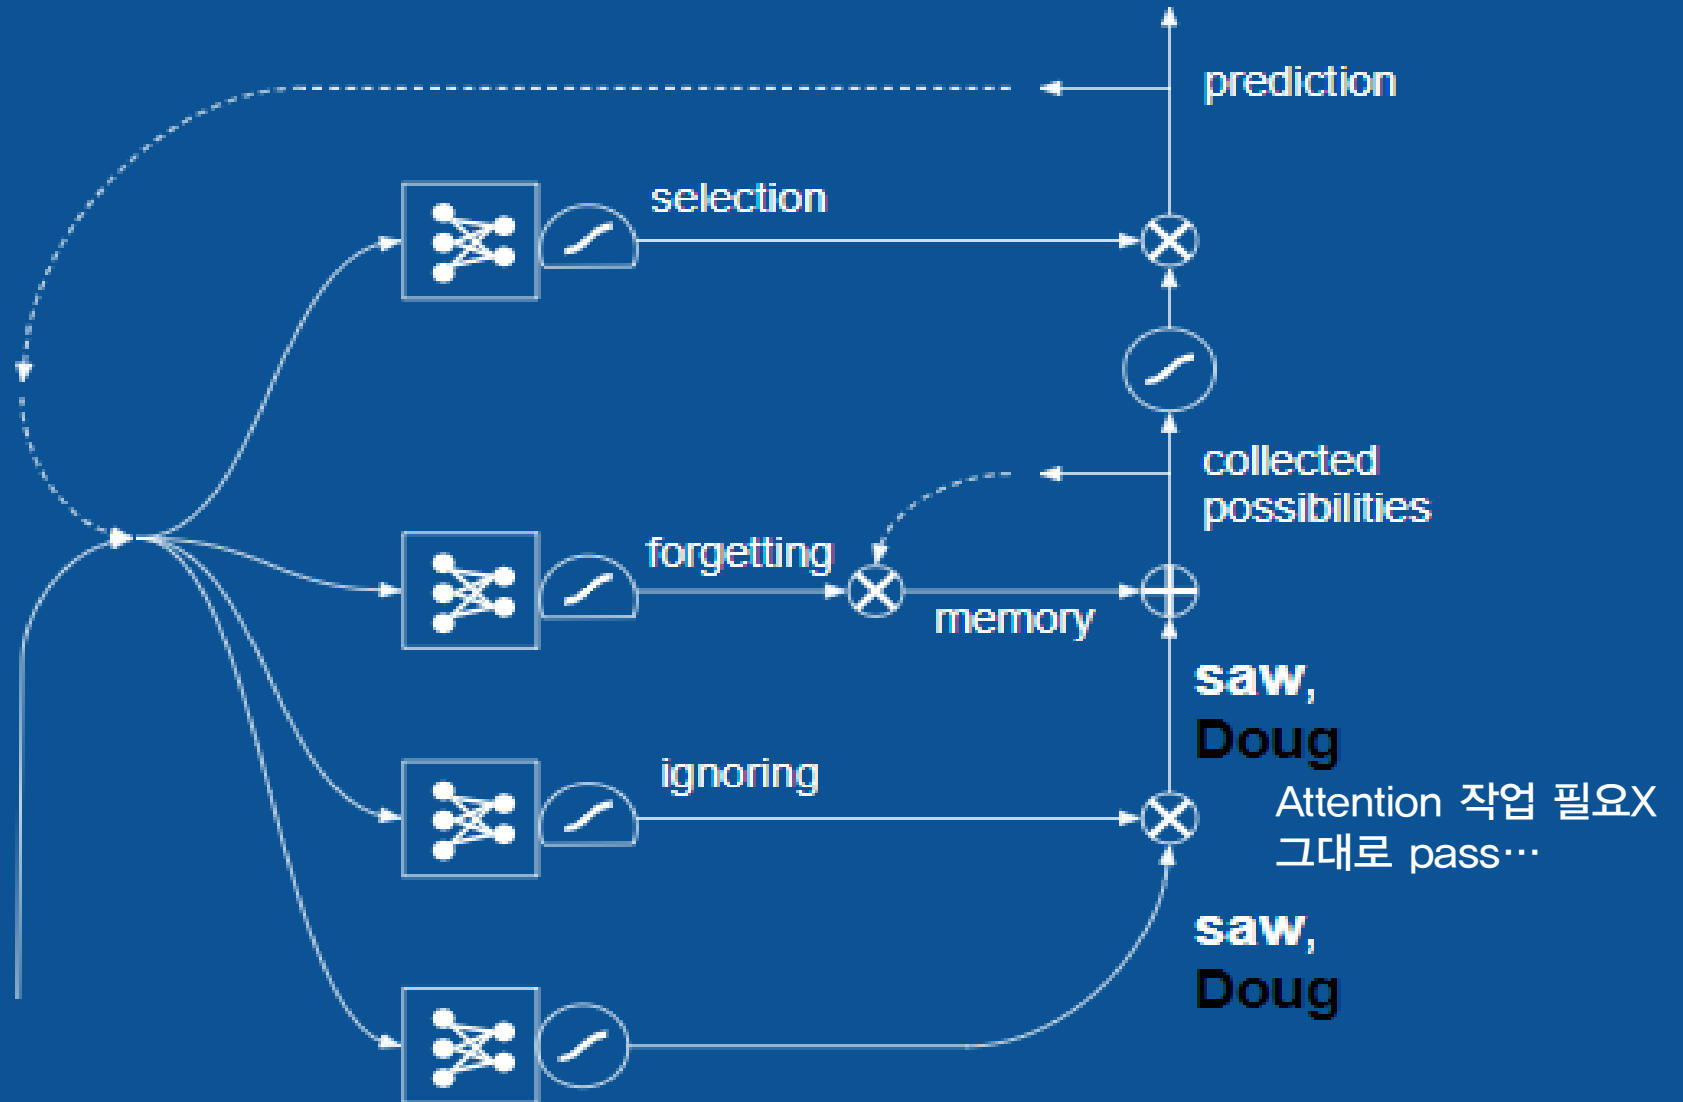 prediction
selection
collected
possibilities
forgetting
memory
saw,
Doug
ignoring
Attention 작업 필요X
그대로 pass…
saw,
Doug